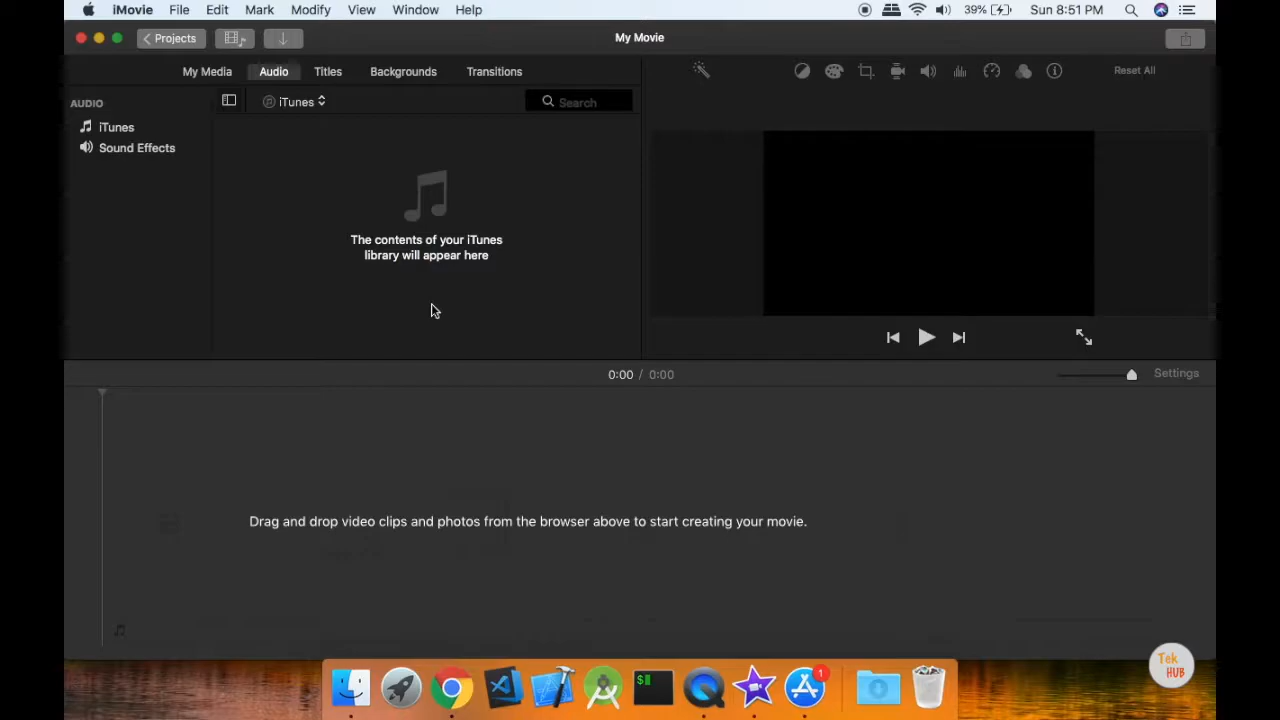 iMovie File Edit Mark Modify View Window Help 39% Sun 8:51 PM
Projects My Movie
My Media Audio Titles Backgrounds Transitions Reset All
AUDIO iTunes Search
iTunes
Sound Effects
The contents of your iTunes
library will appear here
0:00 / 0:00 Settings
Drag and drop video clips and photos from the browser above to start creating your movie.
$
1
Tek
HUB